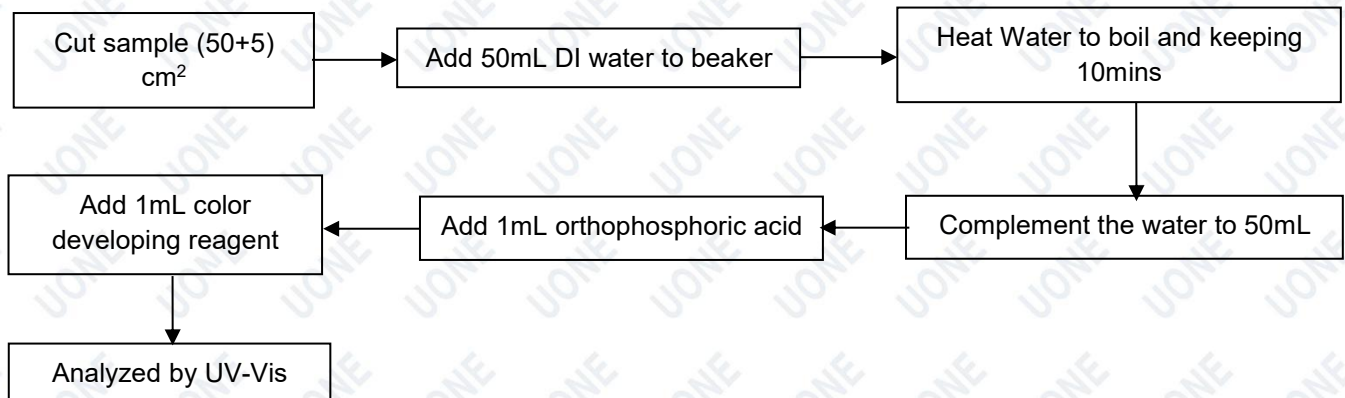 Cut sample (50+5)
cm²
Add 50mL DI water to beaker
Heat Water to boil and keeping
10mins
Complement the water to 50mL
Add 1mL orthophosphoric acid
Add 1mL color
developing reagent
Analyzed by UV-Vis
UONE